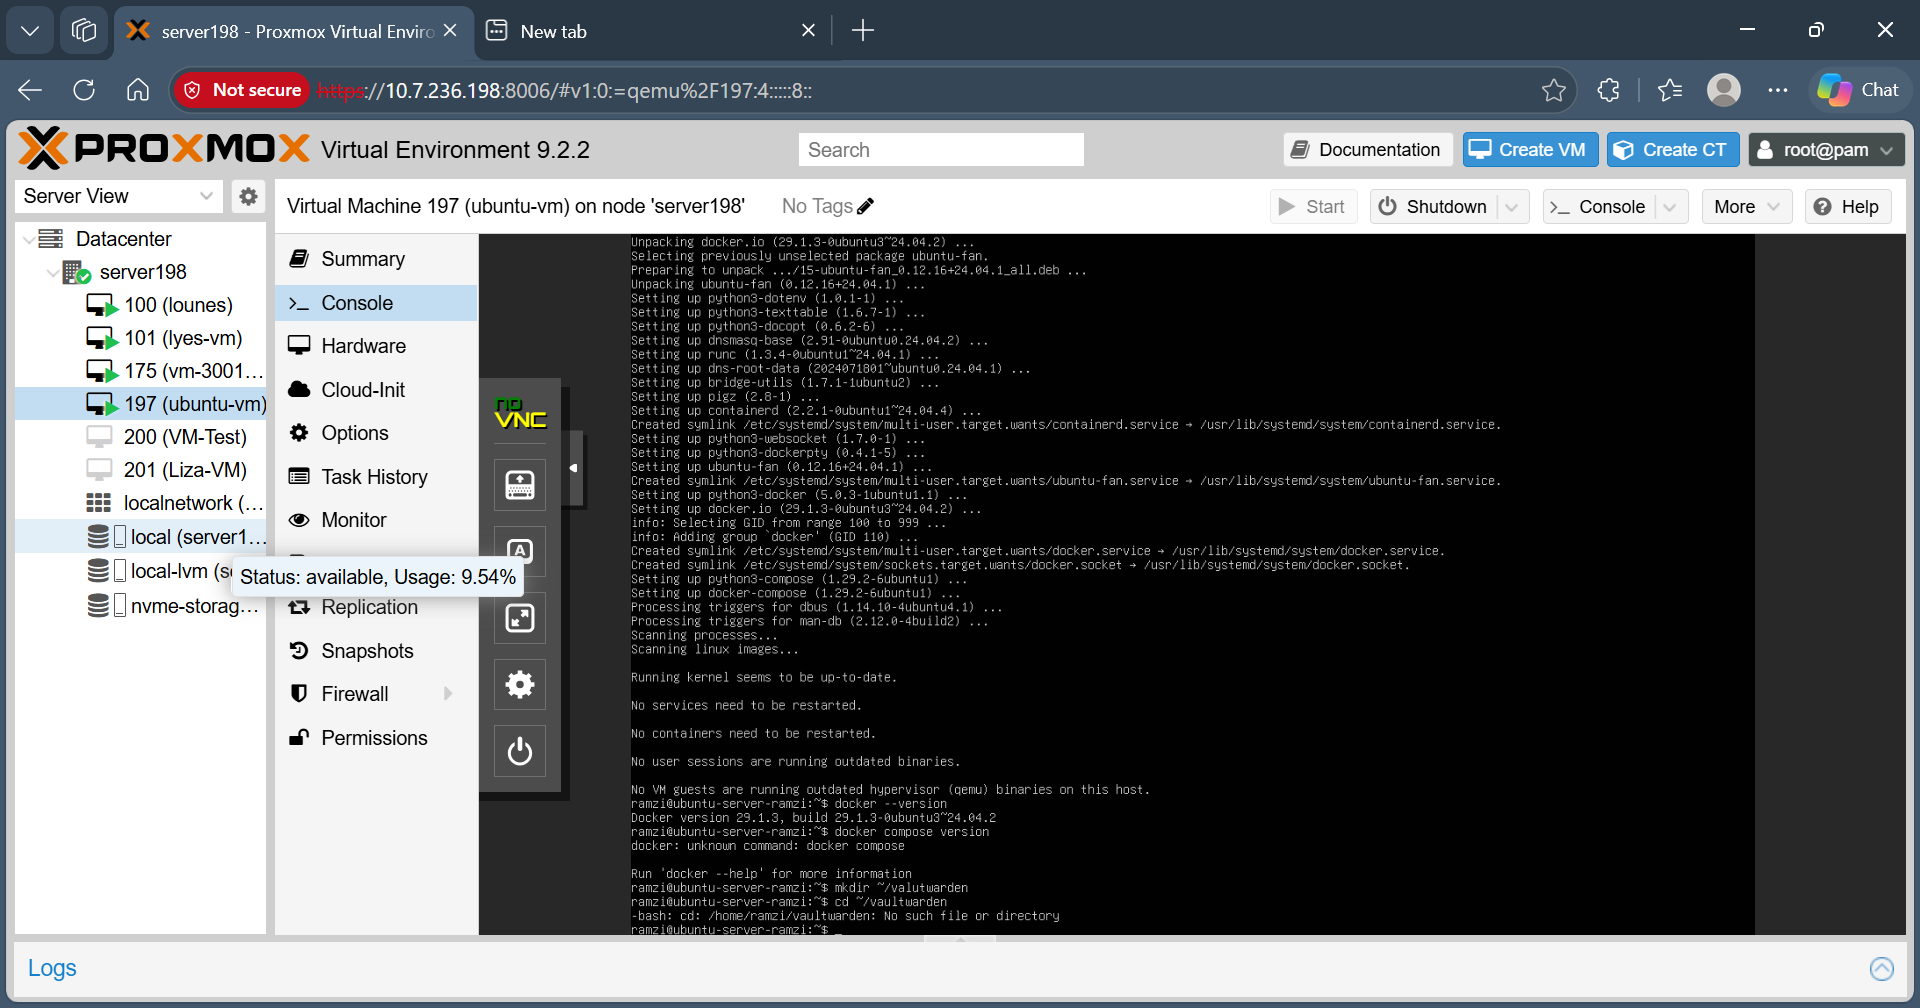 server198 - Proxmox Virtual Enviro
New tab
Not secure https://10.7.236.198:8006/#v1:0:=qemu%2F197:4:::::8::
Chat
PROXMOX Virtual Environment 9.2.2
Search
Documentation
Create VM
Create CT
root@pam
Server View
Virtual Machine 197 (ubuntu-vm) on node 'server198'
No Tags
Start
Shutdown
Console
More
Help
Datacenter
server198
100 (lounes)
101 (lyes-vm)
175 (vm-3001...
197 (ubuntu-vm)
200 (VM-Test)
201 (Liza-VM)
localnetwork (...
local (server1...
local-lvm (s
nvme-storag...
Status: available, Usage: 9.54%
Summary
Console
Hardware
Cloud-Init
Options
Task History
Monitor
Replication
Snapshots
Firewall
Permissions
no
VNC
A
Unpacking docker.io (29.1.3-0ubuntu3~24.04.2) ...
Selecting previously unselected package ubuntu-fan.
Preparing to unpack .../15-ubuntu-fan_0.12.16+24.04.1_all.deb ...
Unpacking ubuntu-fan (0.12.16+24.04.1) ...
Setting up python3-dotenv (1.0.1-1) ...
Setting up python3-texttable (1.6.7-1) ...
Setting up python3-docopt (0.6.2-6) ...
Setting up dnsmasq-base (2.91-0ubuntu0.24.04.2) ...
Setting up runc (1.3.4-0ubuntu1~24.04.1) ...
Setting up dns-root-data (2024071801~ubuntu0.24.04.1) ...
Setting up bridge-utils (1.7.1-1ubuntu2) ...
Setting up pigz (2.8-1) ...
Setting up containerd (2.2.1-0ubuntu1~24.04.4) ...
Created symlink /etc/systemd/system/multi-user.target.wants/containerd.service → /usr/lib/systemd/system/containerd.service.
Setting up python3-websocket (1.7.0-1) ...
Setting up python3-dockerpty (0.4.1-5) ...
Setting up ubuntu-fan (0.12.16+24.04.1) ...
Created symlink /etc/systemd/system/multi-user.target.wants/ubuntu-fan.service → /usr/lib/systemd/system/ubuntu-fan.service.
Setting up python3-docker (5.0.3-1ubuntu1.1) ...
Setting up docker.io (29.1.3-0ubuntu3~24.04.2) ...
info: Selecting GID from range 100 to 999 ...
info: Adding group `docker' (GID 110) ...
Created symlink /etc/systemd/system/multi-user.target.wants/docker.service → /usr/lib/systemd/system/docker.service.
Created symlink /etc/systemd/system/sockets.target.wants/docker.socket → /usr/lib/systemd/system/docker.socket.
Setting up python3-compose (1.29.2-6ubuntu1) ...
Setting up docker-compose (1.29.2-6ubuntu1) ...
Processing triggers for dbus (1.14.10-4ubuntu4.1) ...
Processing triggers for man-db (2.12.0-4build2) ...
Scanning processes...
Scanning linux images...
Running kernel seems to be up-to-date.
No services need to be restarted.
No containers need to be restarted.
No user sessions are running outdated binaries.
No VM guests are running outdated hypervisor (qemu) binaries on this host.
ramzi@ubuntu-server-ramzi:~$ docker --version
Docker version 29.1.3, build 29.1.3-0ubuntu3~24.04.2
ramzi@ubuntu-server-ramzi:~$ docker compose version
docker: unknown command: docker compose
Run 'docker --help' for more information
ramzi@ubuntu-server-ramzi:~$ mkdir ~/valutwarden
ramzi@ubuntu-server-ramzi:~$ cd ~/vaultwarden
-bash: cd: /home/ramzi/vaultwarden: No such file or directory
ramzi@ubuntu-server-ramzi:~$ _
Logs